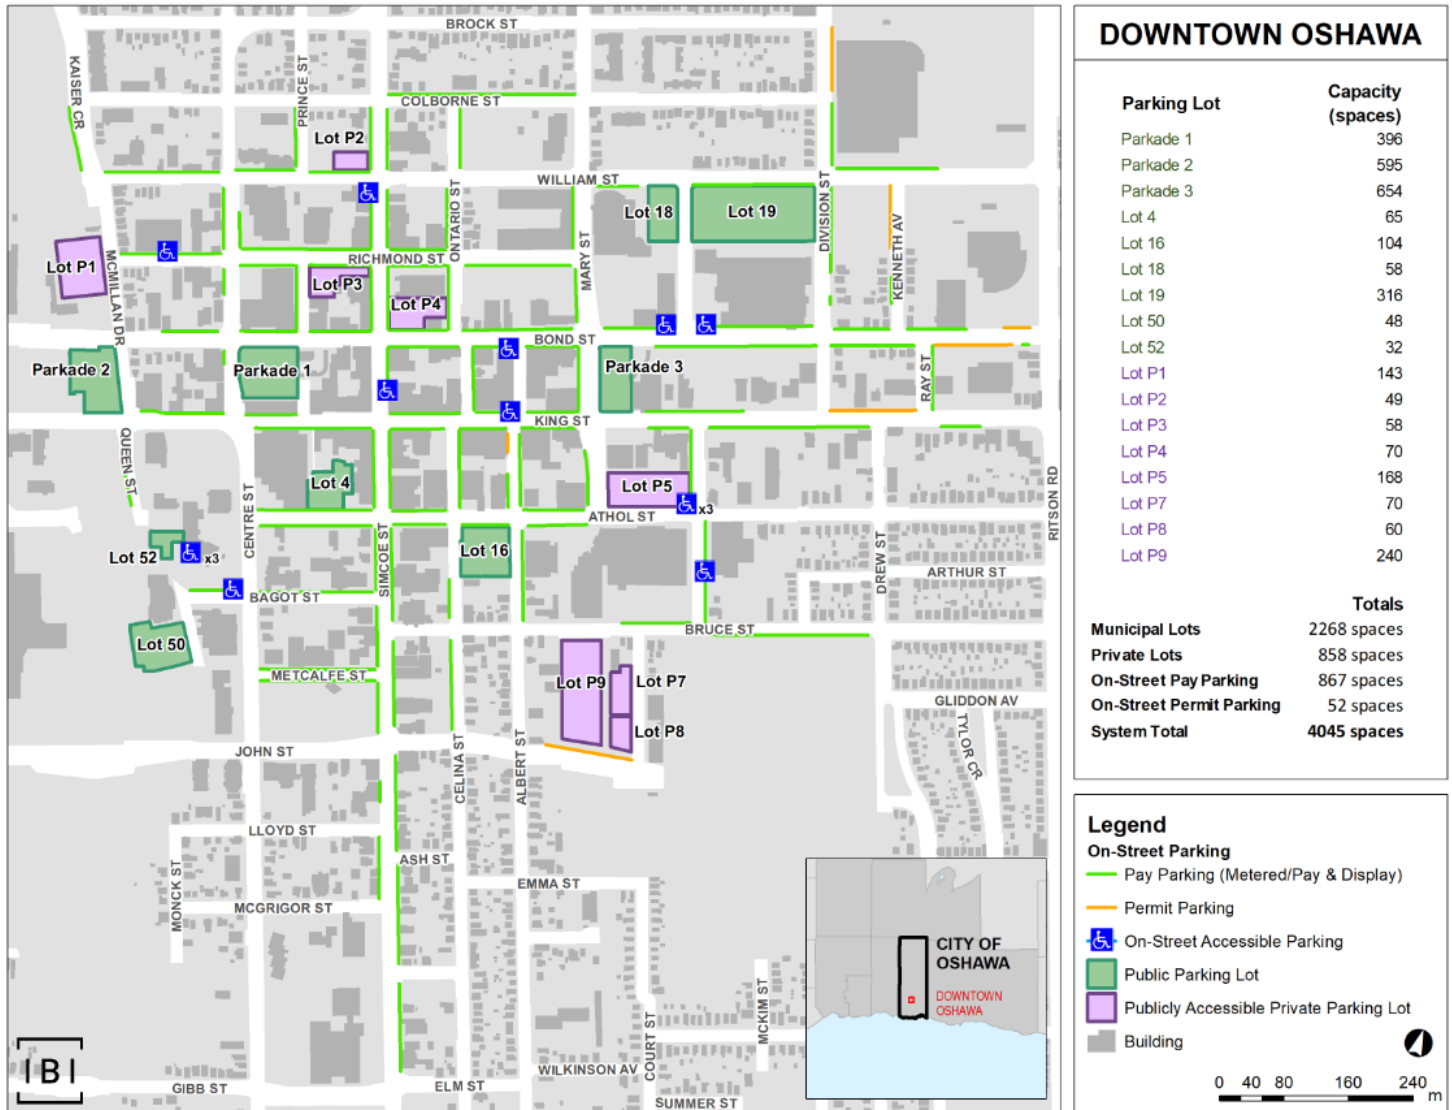 BROCK ST
KAISER CR
PRINCE ST
COLBORNE ST
Lot P2
WILLIAM ST
Lot 18
Lot 19
DIVISION ST
ONTARIO ST
KENNETH AV
MARY ST
RICHMOND ST
Lot P1
MCMILLAN DR
Lot P3
Lot P4
BOND ST
Parkade 2
Parkade 1
Parkade 3
RAY ST
KING ST
QUEEN ST
Lot 4
Lot P5
x3
ATHOL ST
RITSON RD
CENTRE ST
SIMCOE ST
Lot 52
x3
Lot 16
DREW ST
ARTHUR ST
BAGOT ST
BRUCE ST
Lot 50
METCALFE ST
Lot P9
Lot P7
Lot P8
GLIDDON AV
TYLOR CR
JOHN ST
CELINA ST
ALBERT ST
LLOYD ST
ASH ST
EMMA ST
MONCK ST
MCGRIGOR ST
MCKIM ST
COURT ST
WILKINSON AV
GIBB ST
ELM ST
SUMMER ST
IBI
CITY OF
OSHAWA
DOWNTOWN
OSHAWA
DOWNTOWN OSHAWA
Parking Lot Capacity
(spaces)
Parkade 1 396
Parkade 2 595
Parkade 3 654
Lot 4 65
Lot 16 104
Lot 18 58
Lot 19 316
Lot 50 48
Lot 52 32
Lot P1 143
Lot P2 49
Lot P3 58
Lot P4 70
Lot P5 168
Lot P7 70
Lot P8 60
Lot P9 240
Totals
Municipal Lots 2268 spaces
Private Lots 858 spaces
On-Street Pay Parking 867 spaces
On-Street Permit Parking 52 spaces
System Total 4045 spaces
Legend
On-Street Parking
Pay Parking (Metered/Pay & Display)
Permit Parking
On-Street Accessible Parking
Public Parking Lot
Publicly Accessible Private Parking Lot
Building
0 40 80 160 240
m